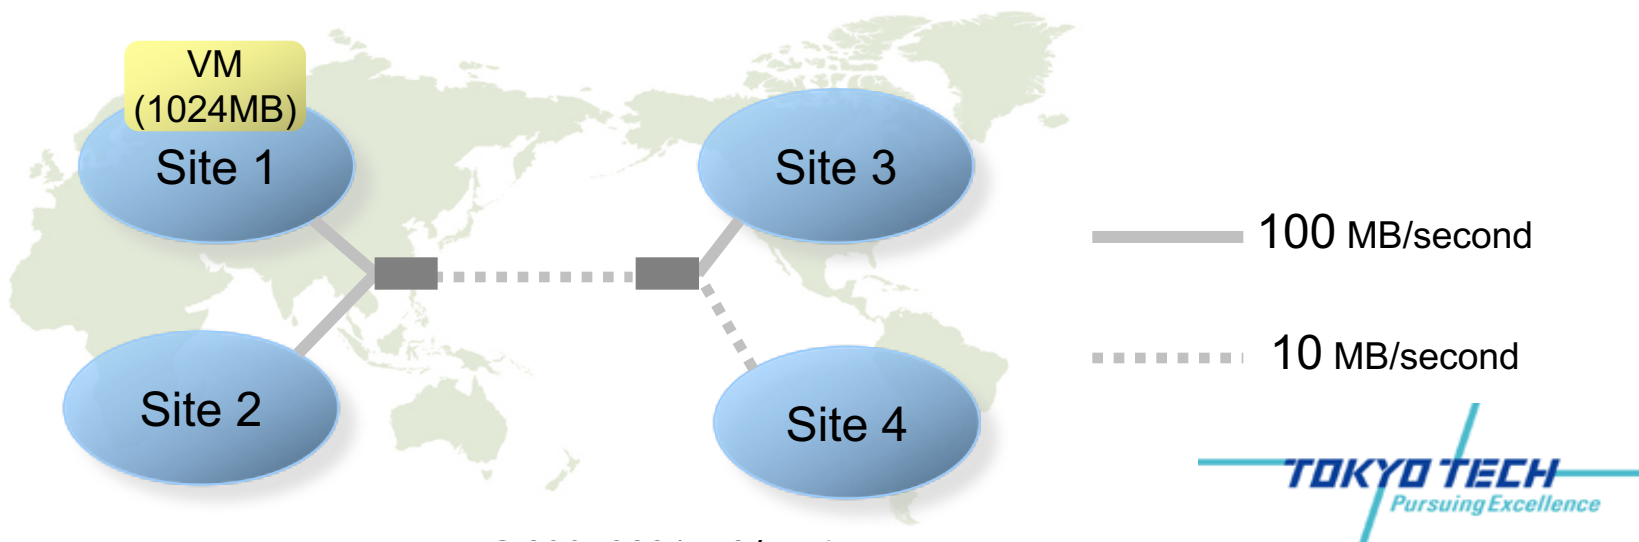 VM
(1024MB)
Site 1
Site 3
100 MB/second
10 MB/second
Site 2
Site 4
TOKYO TECH
Pursuing Excellence